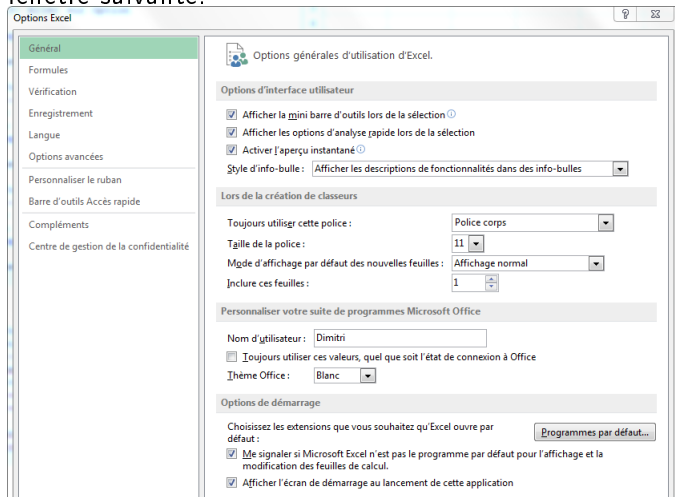 fenêtre suivante:
Options Excel
Général
Formules
Vérification
Enregistrement
Langue
Options avancées
Personnaliser le ruban
Barre d'outils Accès rapide
Compléments
Centre de gestion de la confidentialité
Options générales d'utilisation d'Excel.
Options d'interface utilisateur
Afficher la mini barre d'outils lors de la sélection
Afficher les options d'analyse rapide lors de la sélection
Activer l'aperçu instantané
Style d'info-bulle : Afficher les descriptions de fonctionnalités dans des info-bulles
Lors de la création de classeurs
Toujours utiliser cette police : Police corps
Taille de la police : 11
Mode d'affichage par défaut des nouvelles feuilles : Affichage normal
Inclure ces feuilles : 1
Personnaliser votre suite de programmes Microsoft Office
Nom d'utilisateur : Dimitri
Toujours utiliser ces valeurs, quel que soit l'état de connexion à Office
Thème Office : Blanc
Options de démarrage
Choisissez les extensions que vous souhaitez qu'Excel ouvre par
défaut : Programmes par défaut...
Me signaler si Microsoft Excel n'est pas le programme par défaut pour l'affichage et la
modification des feuilles de calcul.
Afficher l'écran de démarrage au lancement de cette application